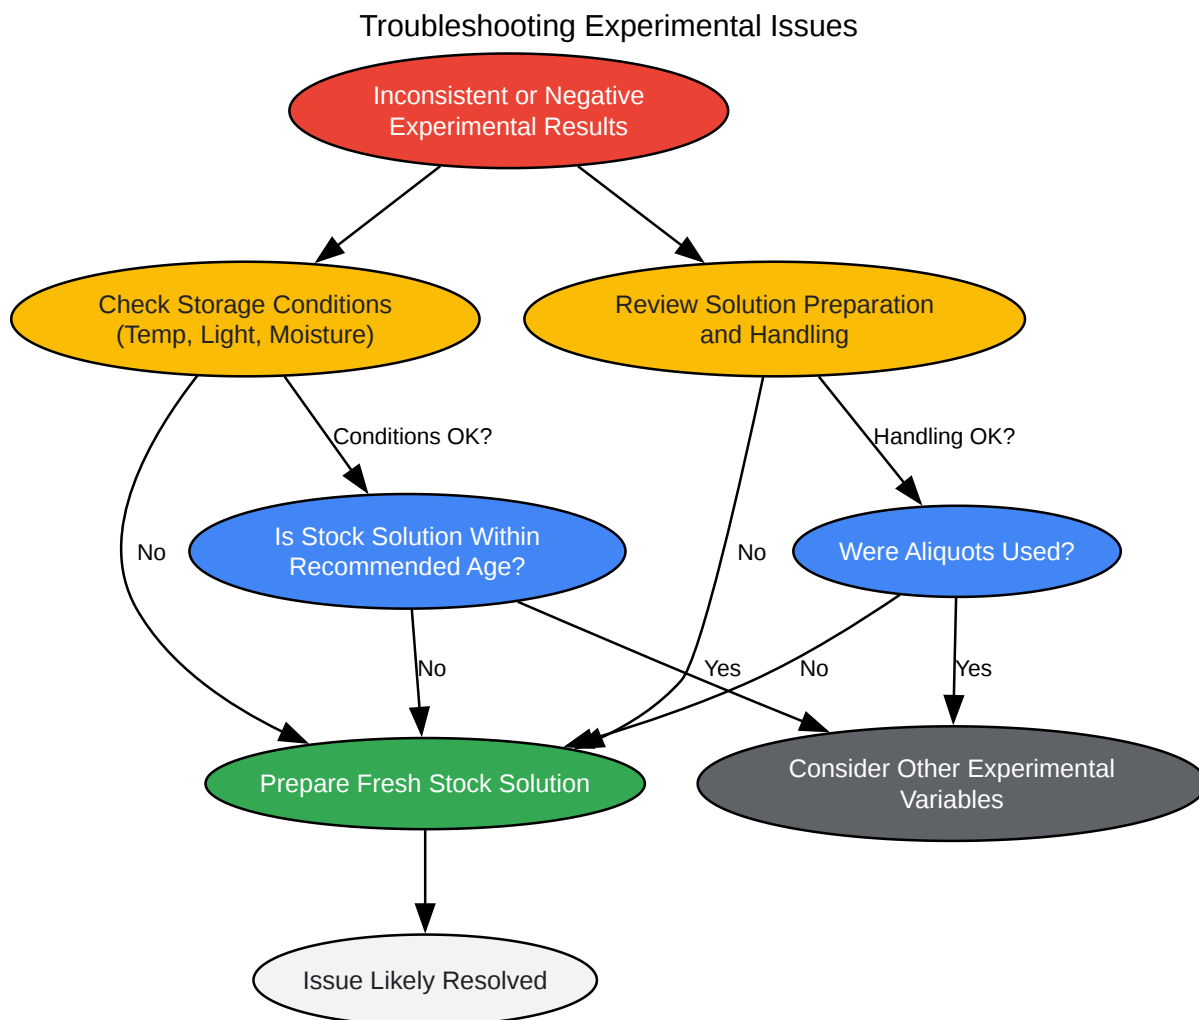 Troubleshooting Experimental Issues
Inconsistent or Negative
Experimental Results
Check Storage Conditions
(Temp, Light, Moisture)
Review Solution Preparation
and Handling
Conditions OK?
Handling OK?
Is Stock Solution Within
Recommended Age?
Were Aliquots Used?
No
No
No
Yes
No
Yes
Prepare Fresh Stock Solution
Consider Other Experimental
Variables
Issue Likely Resolved